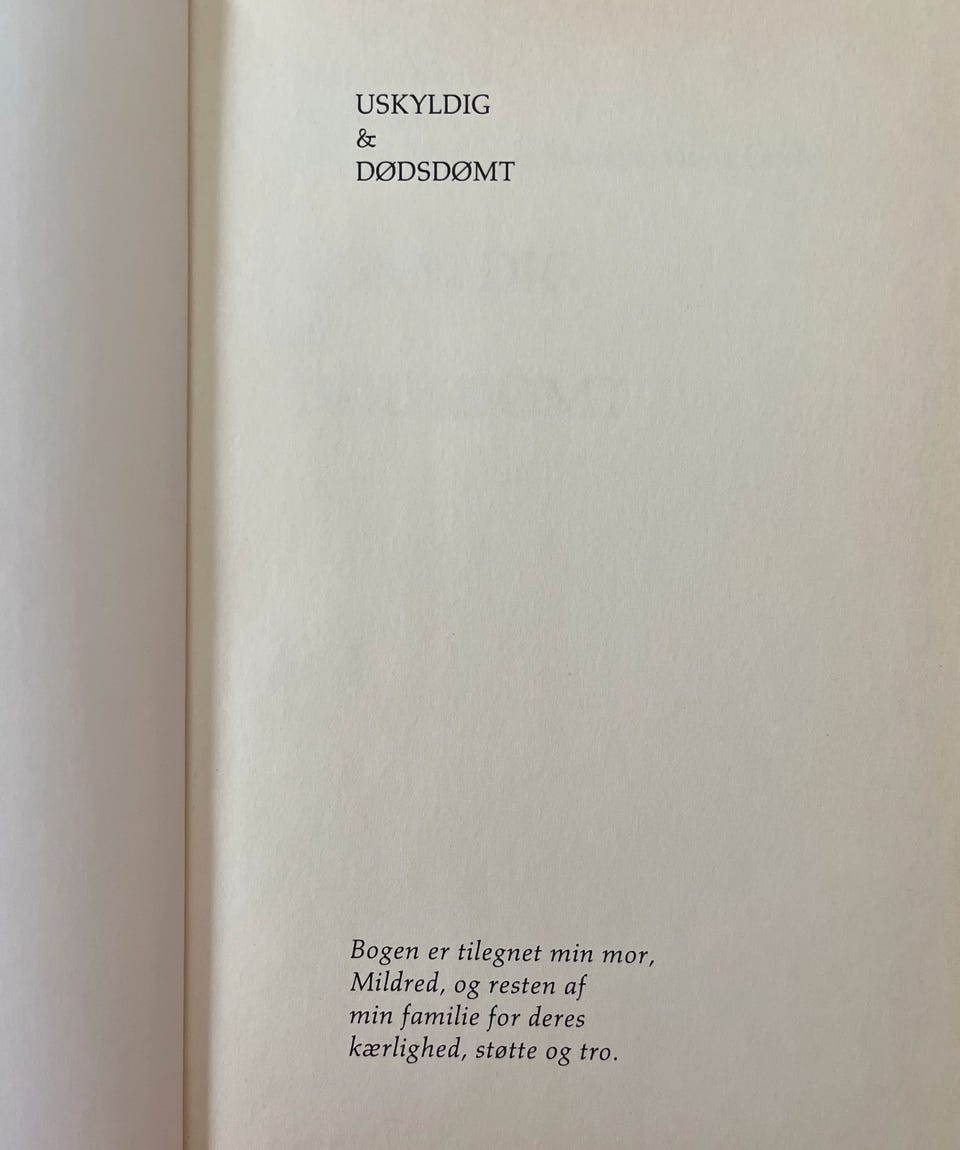 USKYLDIG
&
DØDSDØMT
Bogen er tilegnet min mor,
Mildred, og resten af
min familie for deres
kærlighed, støtte og tro.